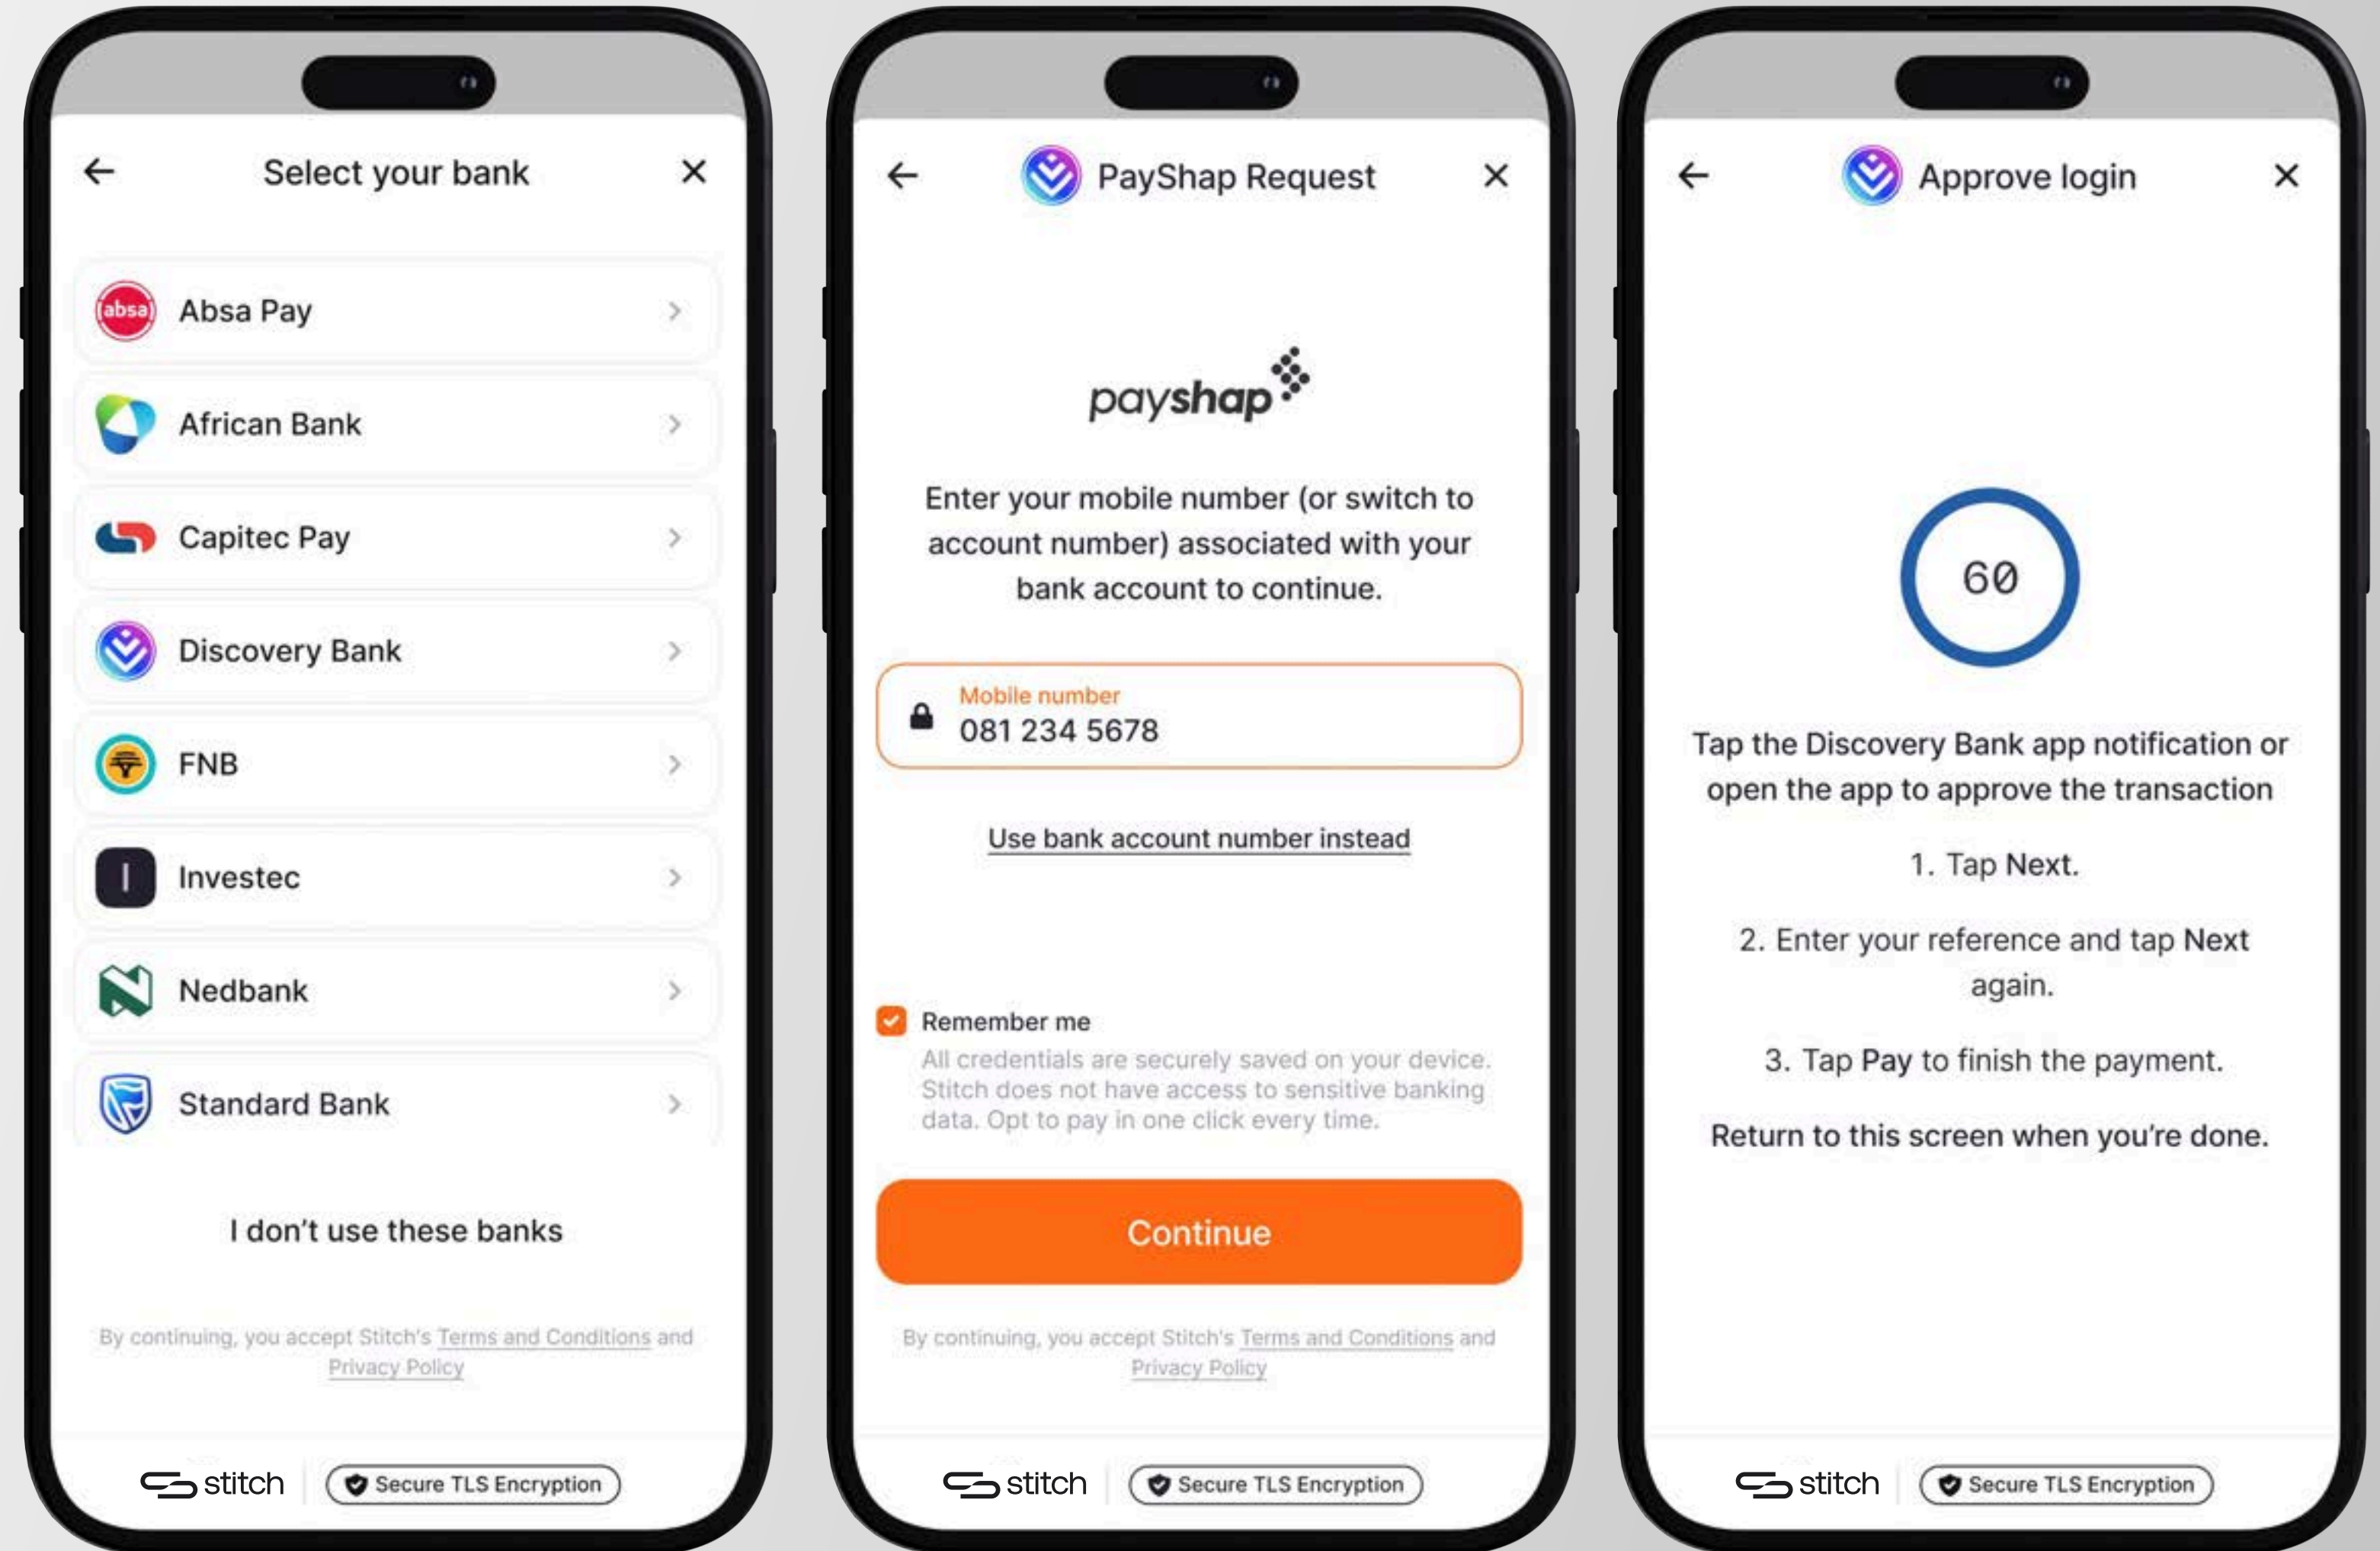 Select your bank
absa
Absa Pay
African Bank
Capitec Pay
Discovery Bank
FNB
Investec
Nedbank
Standard Bank
I don't use these banks
By continuing, you accept Stitch's Terms and Conditions and
Privacy Policy
stitch
Secure TLS Encryption
PayShap Request
payshap
Enter your mobile number (or switch to
account number) associated with your
bank account to continue.
Mobile number
081 234 5678
Use bank account number instead
Remember me
All credentials are securely saved on your device.
Stitch does not have access to sensitive banking
data. Opt to pay in one click every time.
Continue
By continuing, you accept Stitch's Terms and Conditions and
Privacy Policy
stitch
Secure TLS Encryption
Approve login
60
Tap the Discovery Bank app notification or
open the app to approve the transaction
1. Tap Next.
2. Enter your reference and tap Next
again.
3. Tap Pay to finish the payment.
Return to this screen when you're done.
stitch
Secure TLS Encryption